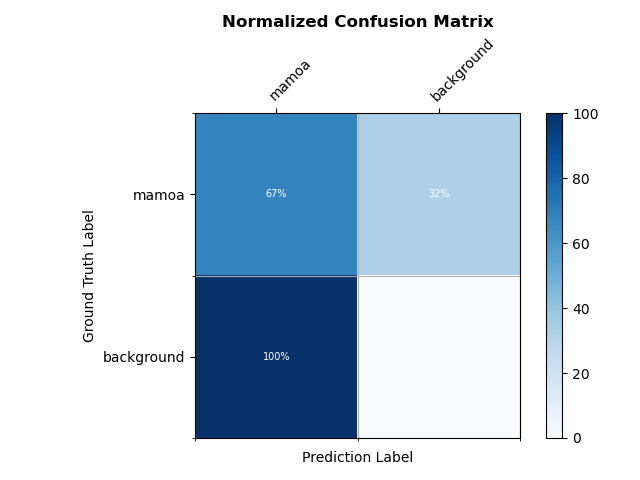 Normalized Confusion Matrix
mamoa
background
mamoa
67%
32%
background
100%
Ground Truth Label
Prediction Label
100
80
60
40
20
0